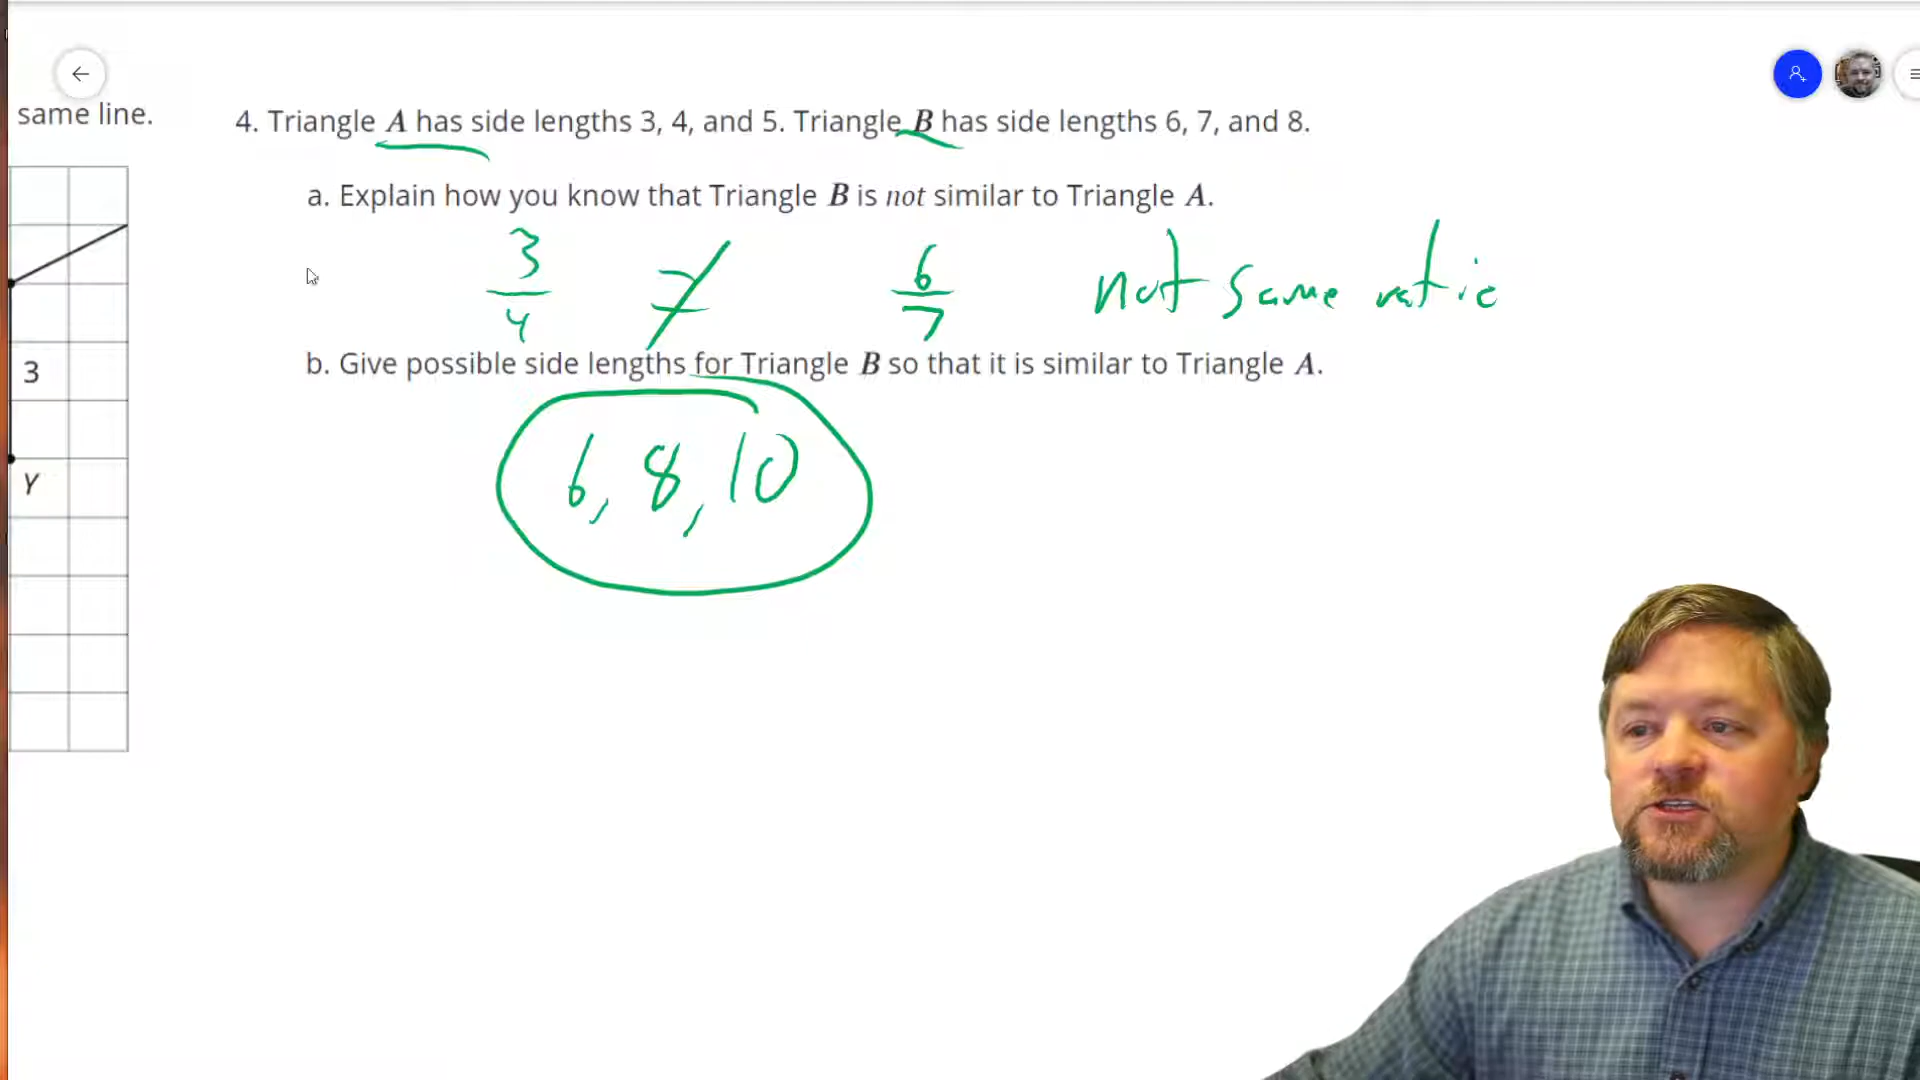 same line.
4. Triangle A has side lengths 3, 4, and 5. Triangle B has side lengths 6, 7, and 8.
a. Explain how you know that Triangle B is not similar to Triangle A.
3/4 ≠ 6/7 not same ratio
b. Give possible side lengths for Triangle B so that it is similar to Triangle A.
6, 8, 10
3
Y